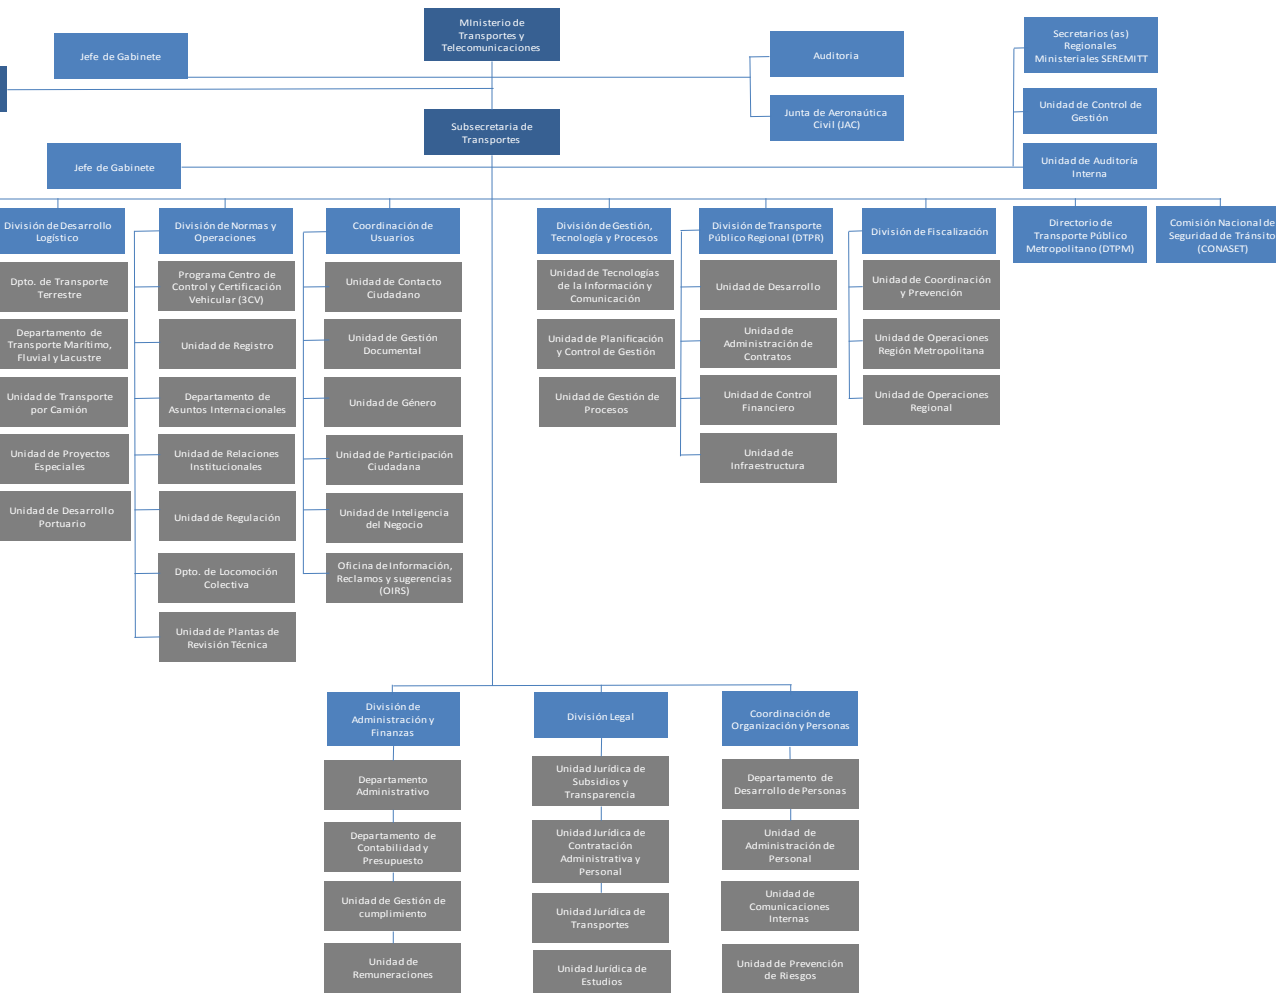 MInisterio de
Transportes y
Telecomunicaciones
Jefe de Gabinete
Auditoria
Secretarios (as)
Regionales
Ministeriales SEREMITT
Junta de Aeronaútica
Civil (JAC)
Unidad de Control de
Gestión
Subsecretaria de
Transportes
Jefe de Gabinete
Unidad de Auditoría
Interna
División de Desarrollo
Logístico
División de Normas y
Operaciones
Coordinación de
Usuarios
División de Gestión,
Tecnología y Procesos
División de Transporte
Público Regional (DTPR)
División de Fiscalización
Directorio de
Transporte Público
Metropolitano (DTPM)
Comisión Nacional de
Seguridad de Tránsito
(CONASET)
Dpto. de Transporte
Terrestre
Departamento de
Transporte Marítimo,
Fluvial y Lacustre
Unidad de Transporte
por Camión
Unidad de Proyectos
Especiales
Unidad de Desarrollo
Portuario
Programa Centro de
Control y Certificación
Vehicular (3CV)
Unidad de Registro
Departamento de
Asuntos Internacionales
Unidad de Relaciones
Institucionales
Unidad de Regulación
Dpto. de Locomoción
Colectiva
Unidad de Plantas de
Revisión Técnica
Unidad de Contacto
Ciudadano
Unidad de Gestión
Documental
Unidad de Género
Unidad de Participación
Ciudadana
Unidad de Inteligencia
del Negocio
Oficina de Información,
Reclamos y sugerencias
(OIRS)
Unidad de Tecnologías
de la Información y
Comunicación
Unidad de Planificación
y Control de Gestión
Unidad de Gestión de
Procesos
Unidad de Desarrollo
Unidad de
Administración de
Contratos
Unidad de Control
Financiero
Unidad de
Infraestructura
Unidad de Coordinación
y Prevención
Unidad de Operaciones
Región Metropolitana
Unidad de Operaciones
Regional
División de
Administración y
Finanzas
Departamento
Administrativo
Departamento de
Contabilidad y
Presupuesto
Unidad de Gestión de
cumplimiento
Unidad de
Remuneraciones
División Legal
Unidad Jurídica de
Subsidios y
Transparencia
Unidad Jurídica de
Contratación
Administrativa y
Personal
Unidad Jurídica de
Transportes
Unidad Jurídica de
Estudios
Coordinación de
Organización y Personas
Departamento de
Desarrollo de Personas
Unidad de
Administración de
Personal
Unidad de
Comunicaciones
Internas
Unidad de Prevención
de Riesgos